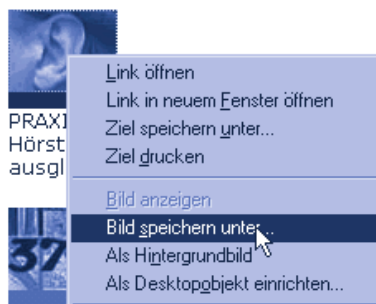 Link öffnen
Link in neuem Fenster öffnen
Ziel speichern unter...
Ziel drucken
Bild anzeigen
Bild speichern unter...
Als Hintergrundbild
Als Desktopobjekt einrichten...
PRAXI
Hörst
ausgl
37